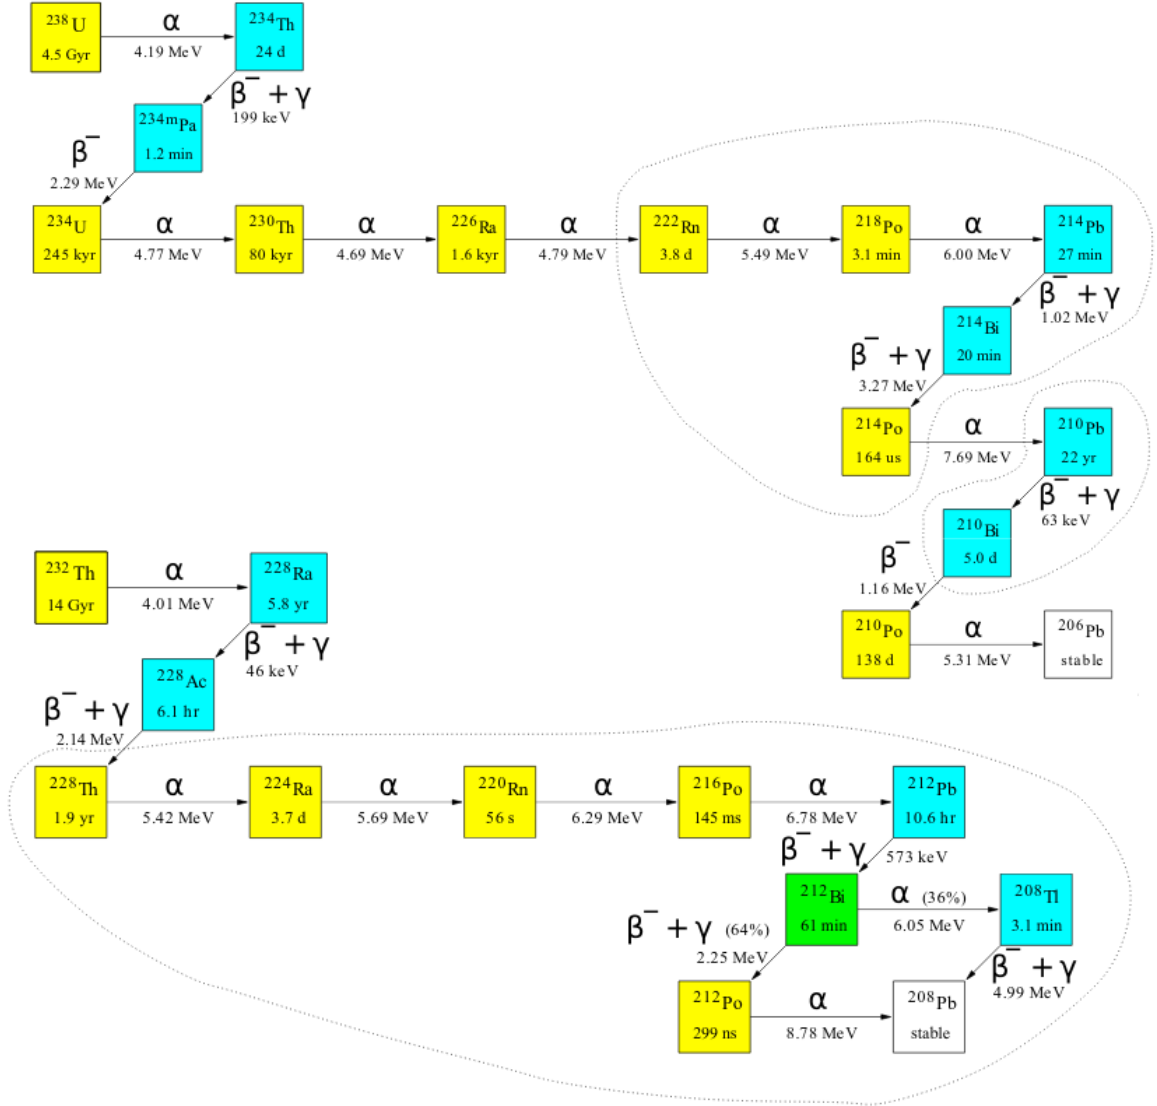 ²³⁸U α ²³⁴Th
4.5 Gyr 4.19 MeV 24 d
β⁻ + γ
199 keV
²³⁴ᵐPa
1.2 min
β⁻
2.29 MeV
²³⁴U α ²³⁰Th α ²²⁶Ra α ²²²Rn α ²¹⁸Po α ²¹⁴Pb
245 kyr 4.77 MeV 80 kyr 4.69 MeV 1.6 kyr 4.79 MeV 3.8 d 5.49 MeV 3.1 min 6.00 MeV 27 min
β⁻ + γ
1.02 MeV
²¹⁴Bi
20 min
β⁻ + γ
3.27 MeV
²¹⁴Po α ²¹⁰Pb
164 us 7.69 MeV 22 yr
β⁻ + γ
63 keV
²¹⁰Bi
5.0 d
β⁻
1.16 MeV
²¹⁰Po α ²⁰⁶Pb
138 d 5.31 MeV stable
²³²Th α ²²⁸Ra
14 Gyr 4.01 MeV 5.8 yr
β⁻ + γ
46 keV
²²⁸Ac
6.1 hr
β⁻ + γ
2.14 MeV
²²⁸Th α ²²⁴Ra α ²²⁰Rn α ²¹⁶Po α ²¹²Pb
1.9 yr 5.42 MeV 3.7 d 5.69 MeV 56 s 6.29 MeV 145 ms 6.78 MeV 10.6 hr
β⁻ + γ
573 keV
²¹²Bi α (36%) ²⁰⁸Tl
61 min 6.05 MeV 3.1 min
β⁻ + γ (64%)
2.25 MeV
β⁻ + γ
4.99 MeV
²¹²Po α ²⁰⁸Pb
299 ns 8.78 MeV stable